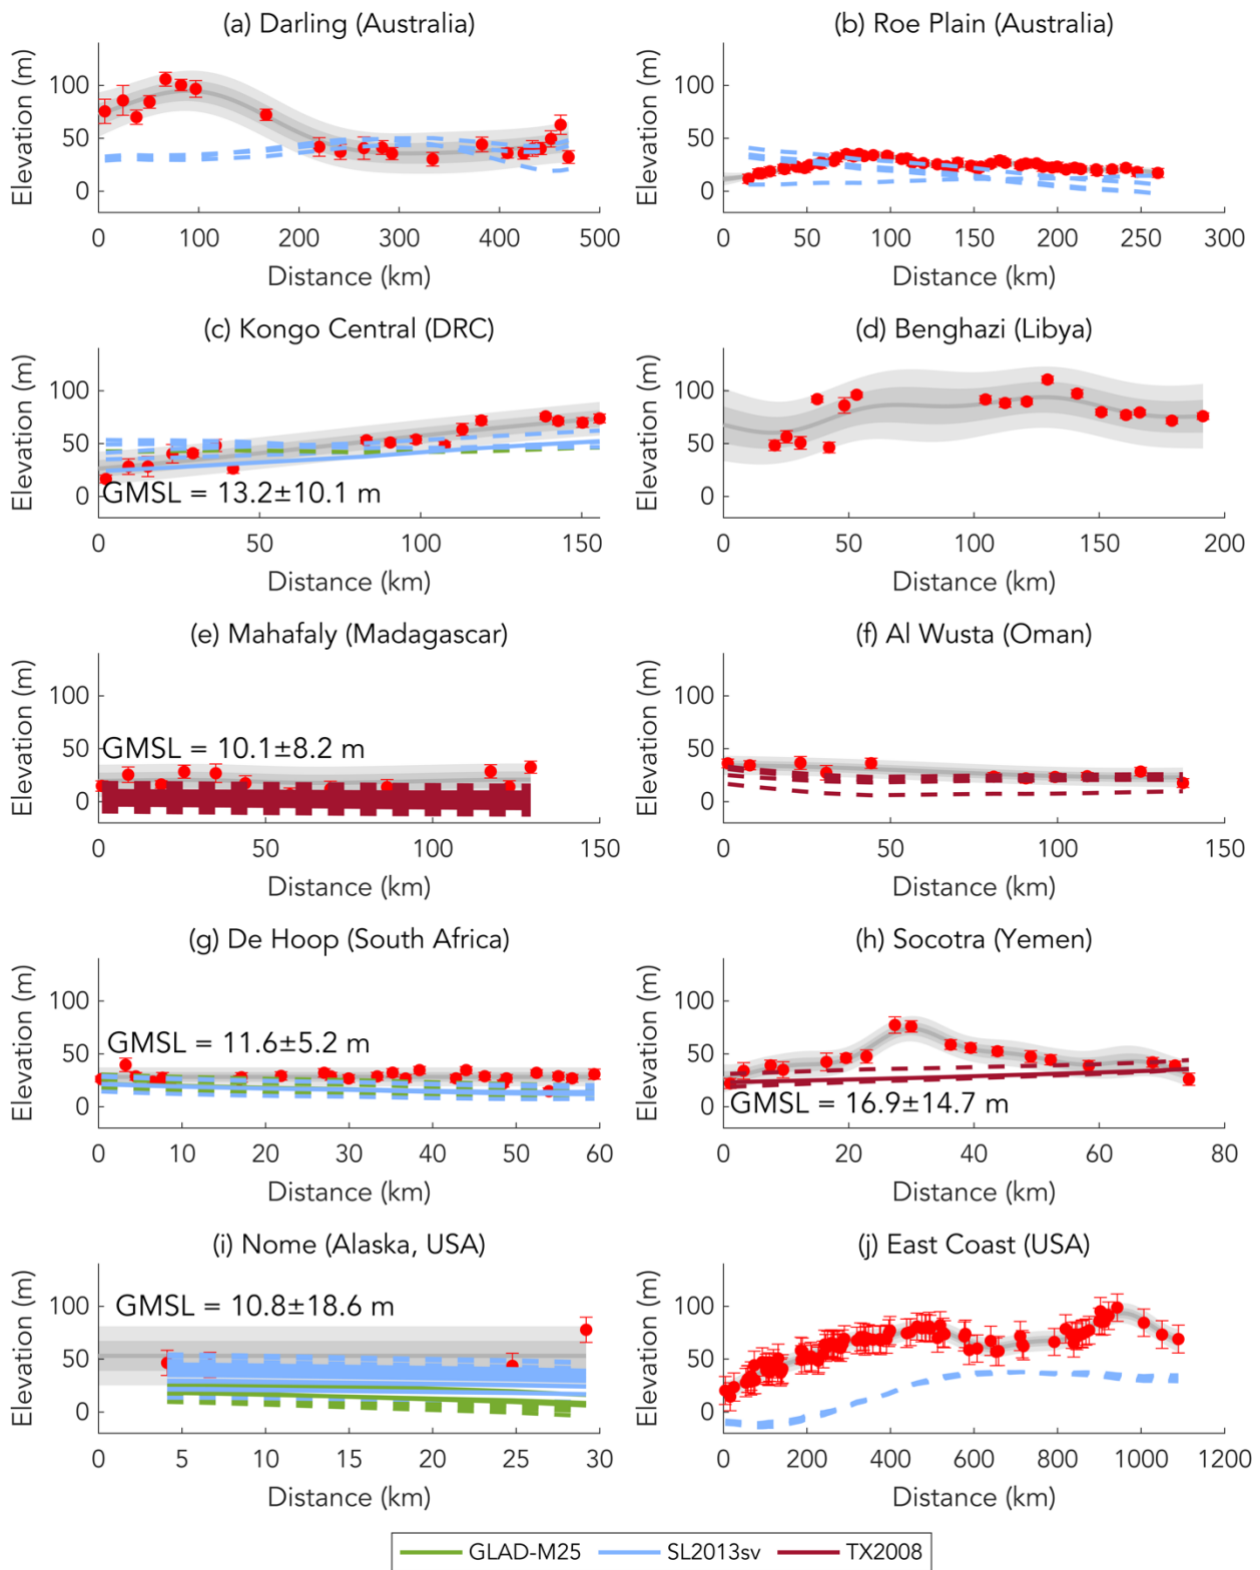 (a) Darling (Australia)
Elevation (m)
100
50
0
0 100 200 300 400 500
Distance (km)
(b) Roe Plain (Australia)
Elevation (m)
100
50
0
0 50 100 150 200 250 300
Distance (km)
(c) Kongo Central (DRC)
Elevation (m)
100
50
0
GMSL = 13.2±10.1 m
0 50 100 150
Distance (km)
(d) Benghazi (Libya)
Elevation (m)
100
50
0
0 50 100 150 200
Distance (km)
(e) Mahafaly (Madagascar)
Elevation (m)
100
50
0
GMSL = 10.1±8.2 m
0 50 100 150
Distance (km)
(f) Al Wusta (Oman)
Elevation (m)
100
50
0
0 50 100 150
Distance (km)
(g) De Hoop (South Africa)
Elevation (m)
100
50
0
GMSL = 11.6±5.2 m
0 10 20 30 40 50 60
Distance (km)
(h) Socotra (Yemen)
Elevation (m)
100
50
0
GMSL = 16.9±14.7 m
0 20 40 60 80
Distance (km)
(i) Nome (Alaska, USA)
Elevation (m)
100
50
0
GMSL = 10.8±18.6 m
0 5 10 15 20 25 30
Distance (km)
(j) East Coast (USA)
Elevation (m)
100
50
0
0 200 400 600 800 1000 1200
Distance (km)
GLAD-M25 SL2013sv TX2008